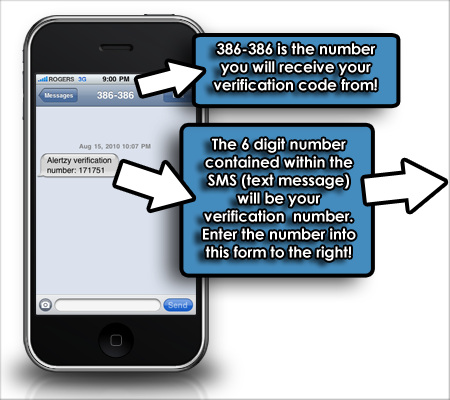 ROGERS 3G 9:00 PM
Messages 386-386
Aug 15, 2010 10:07 PM
Alertzy verification
number: 171751
Send
386-386 is the number
you will receive your
verification code from!
The 6 digit number
contained within the
SMS (text message)
will be your
verification number.
Enter the number into
this form to the right!